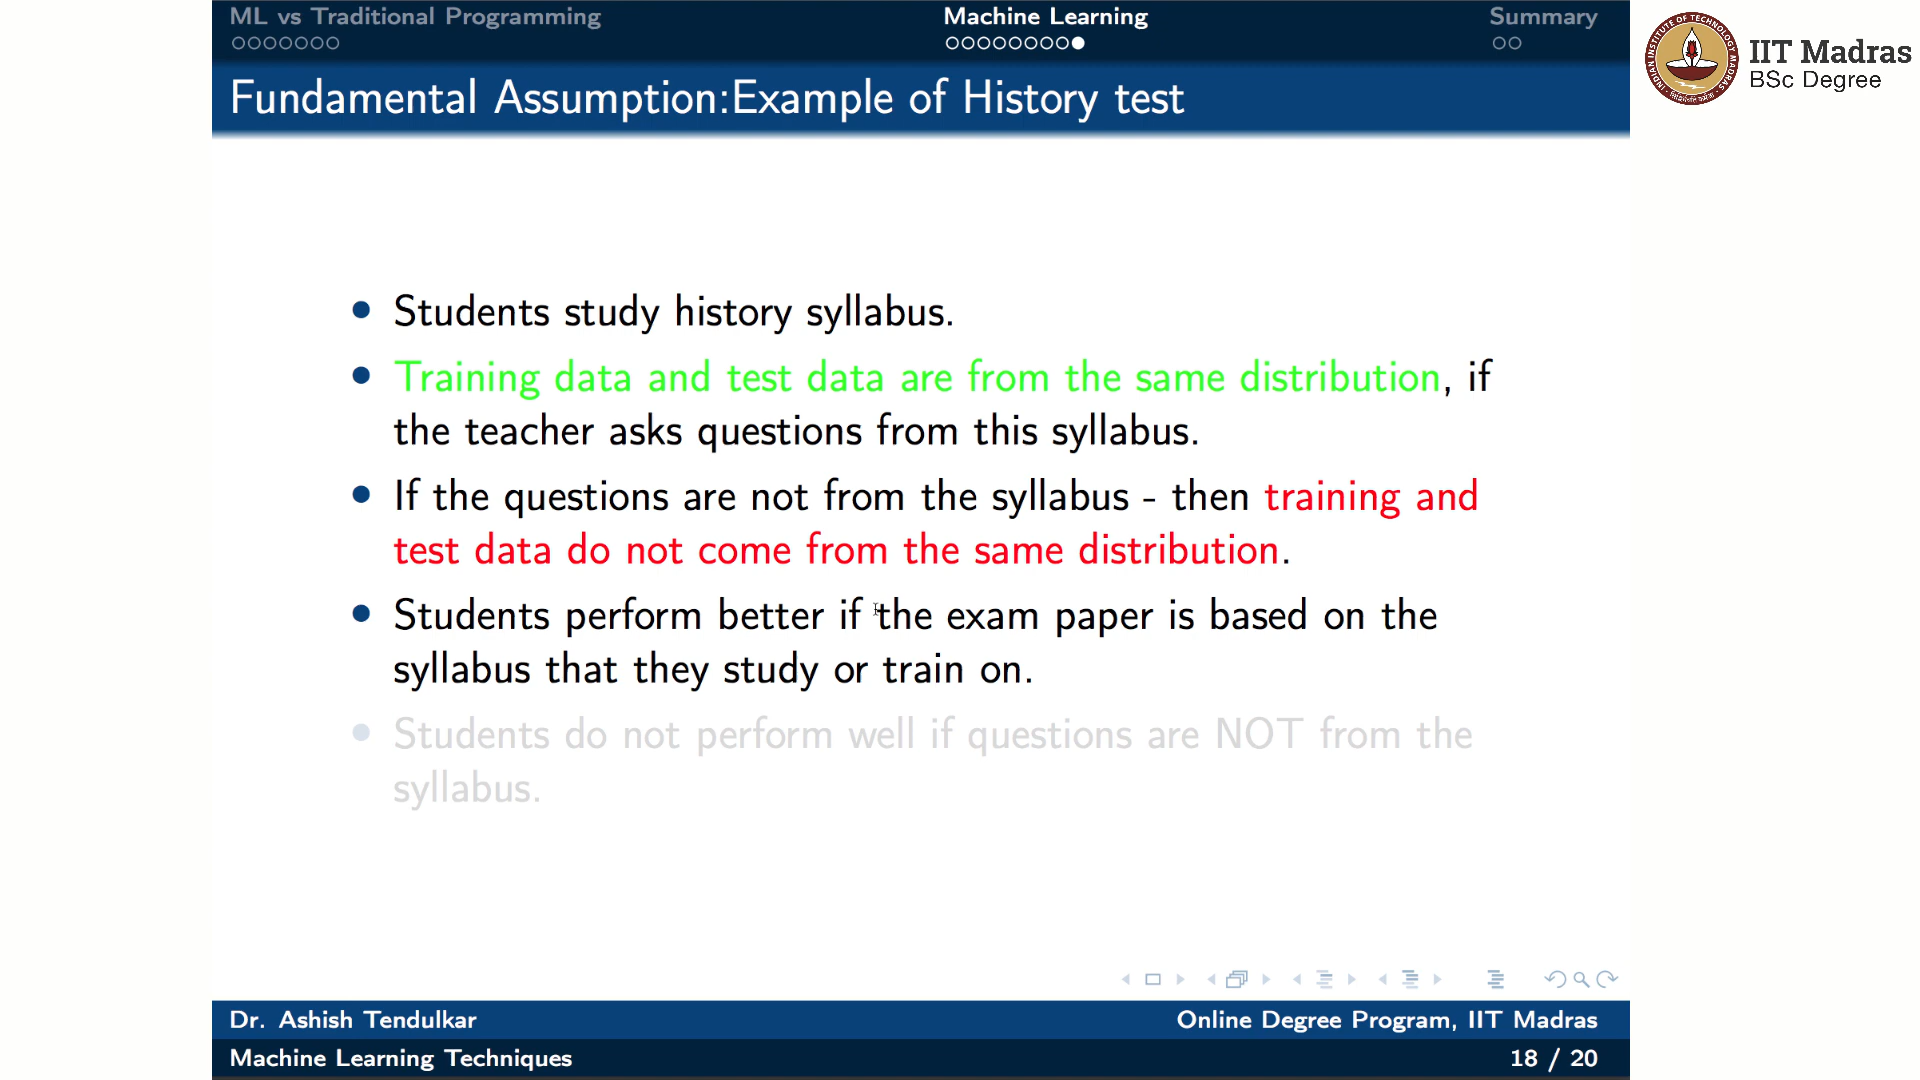 ML vs Traditional Programming
Machine Learning
Summary
IIT Madras
BSc Degree
Fundamental Assumption:Example of History test
Students study history syllabus.
Training data and test data are from the same distribution, if
the teacher asks questions from this syllabus.
If the questions are not from the syllabus - then training and
test data do not come from the same distribution.
Students perform better if the exam paper is based on the
syllabus that they study or train on.
Students do not perform well if questions are NOT from the
syllabus.
Dr. Ashish Tendulkar
Online Degree Program, IIT Madras
Machine Learning Techniques
18 / 20